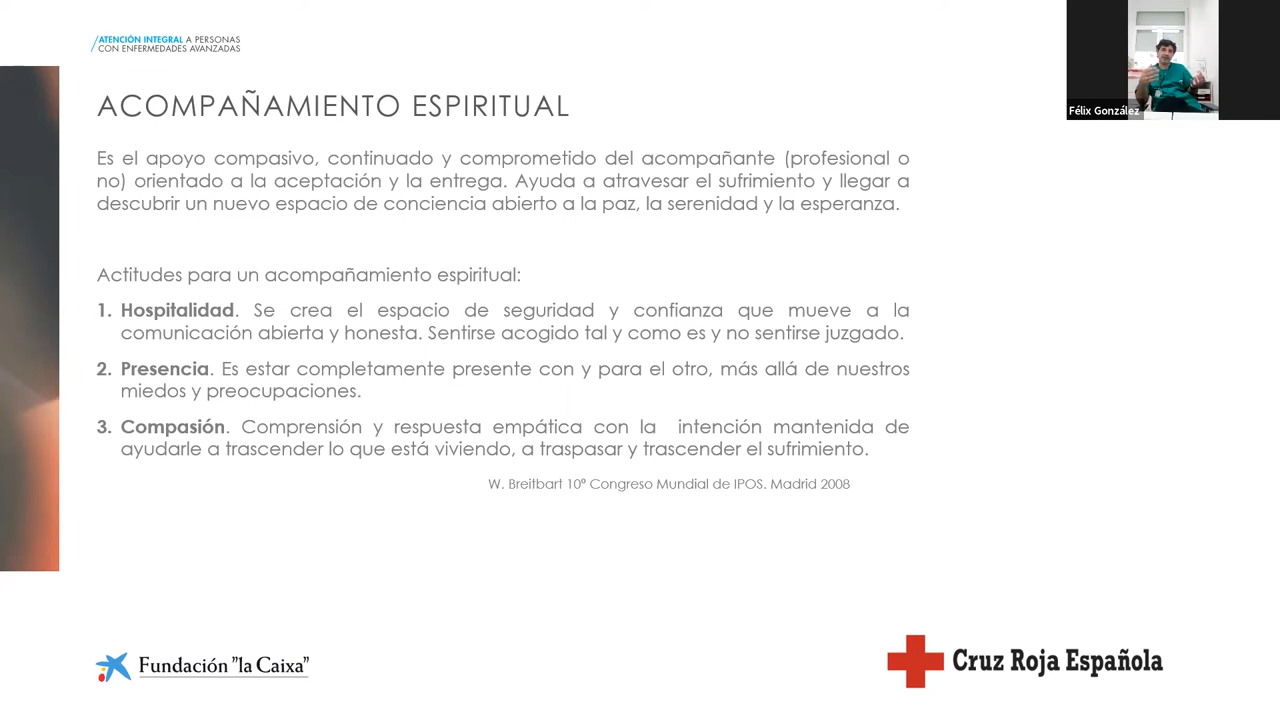 ATENCIÓN INTEGRAL A PERSONAS
CON ENFERMEDADES AVANZADAS
Félix González
ACOMPAÑAMIENTO ESPIRITUAL
Es el apoyo compasivo, continuado y comprometido del acompañante (profesional o
no) orientado a la aceptación y la entrega. Ayuda a atravesar el sufrimiento y llegar a
descubrir un nuevo espacio de conciencia abierto a la paz, la serenidad y la esperanza.
Actitudes para un acompañamiento espiritual:
1. Hospitalidad. Se crea el espacio de seguridad y confianza que mueve a la
comunicación abierta y honesta. Sentirse acogido tal y como es y no sentirse juzgado.
2. Presencia. Es estar completamente presente con y para el otro, más allá de nuestros
miedos y preocupaciones.
3. Compasión. Comprensión y respuesta empática con la intención mantenida de
ayudarle a trascender lo que está viviendo, a traspasar y trascender el sufrimiento.
W. Breitbart 10º Congreso Mundial de IPOS. Madrid 2008
Fundación "la Caixa"
Cruz Roja Española